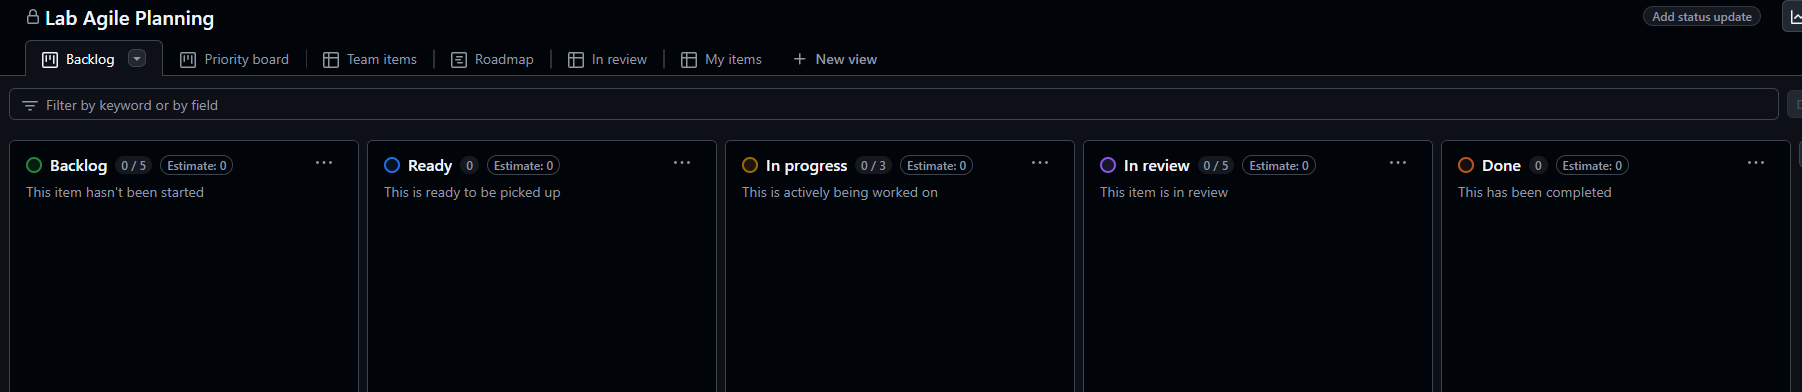 Lab Agile Planning
Add status update
Backlog Priority board Team items Roadmap In review My items New view
Filter by keyword or by field
Backlog 0 / 5 Estimate: 0
This item hasn't been started
Ready 0 Estimate: 0
This is ready to be picked up
In progress 0 / 3 Estimate: 0
This is actively being worked on
In review 0 / 5 Estimate: 0
This item is in review
Done 0 Estimate: 0
This has been completed